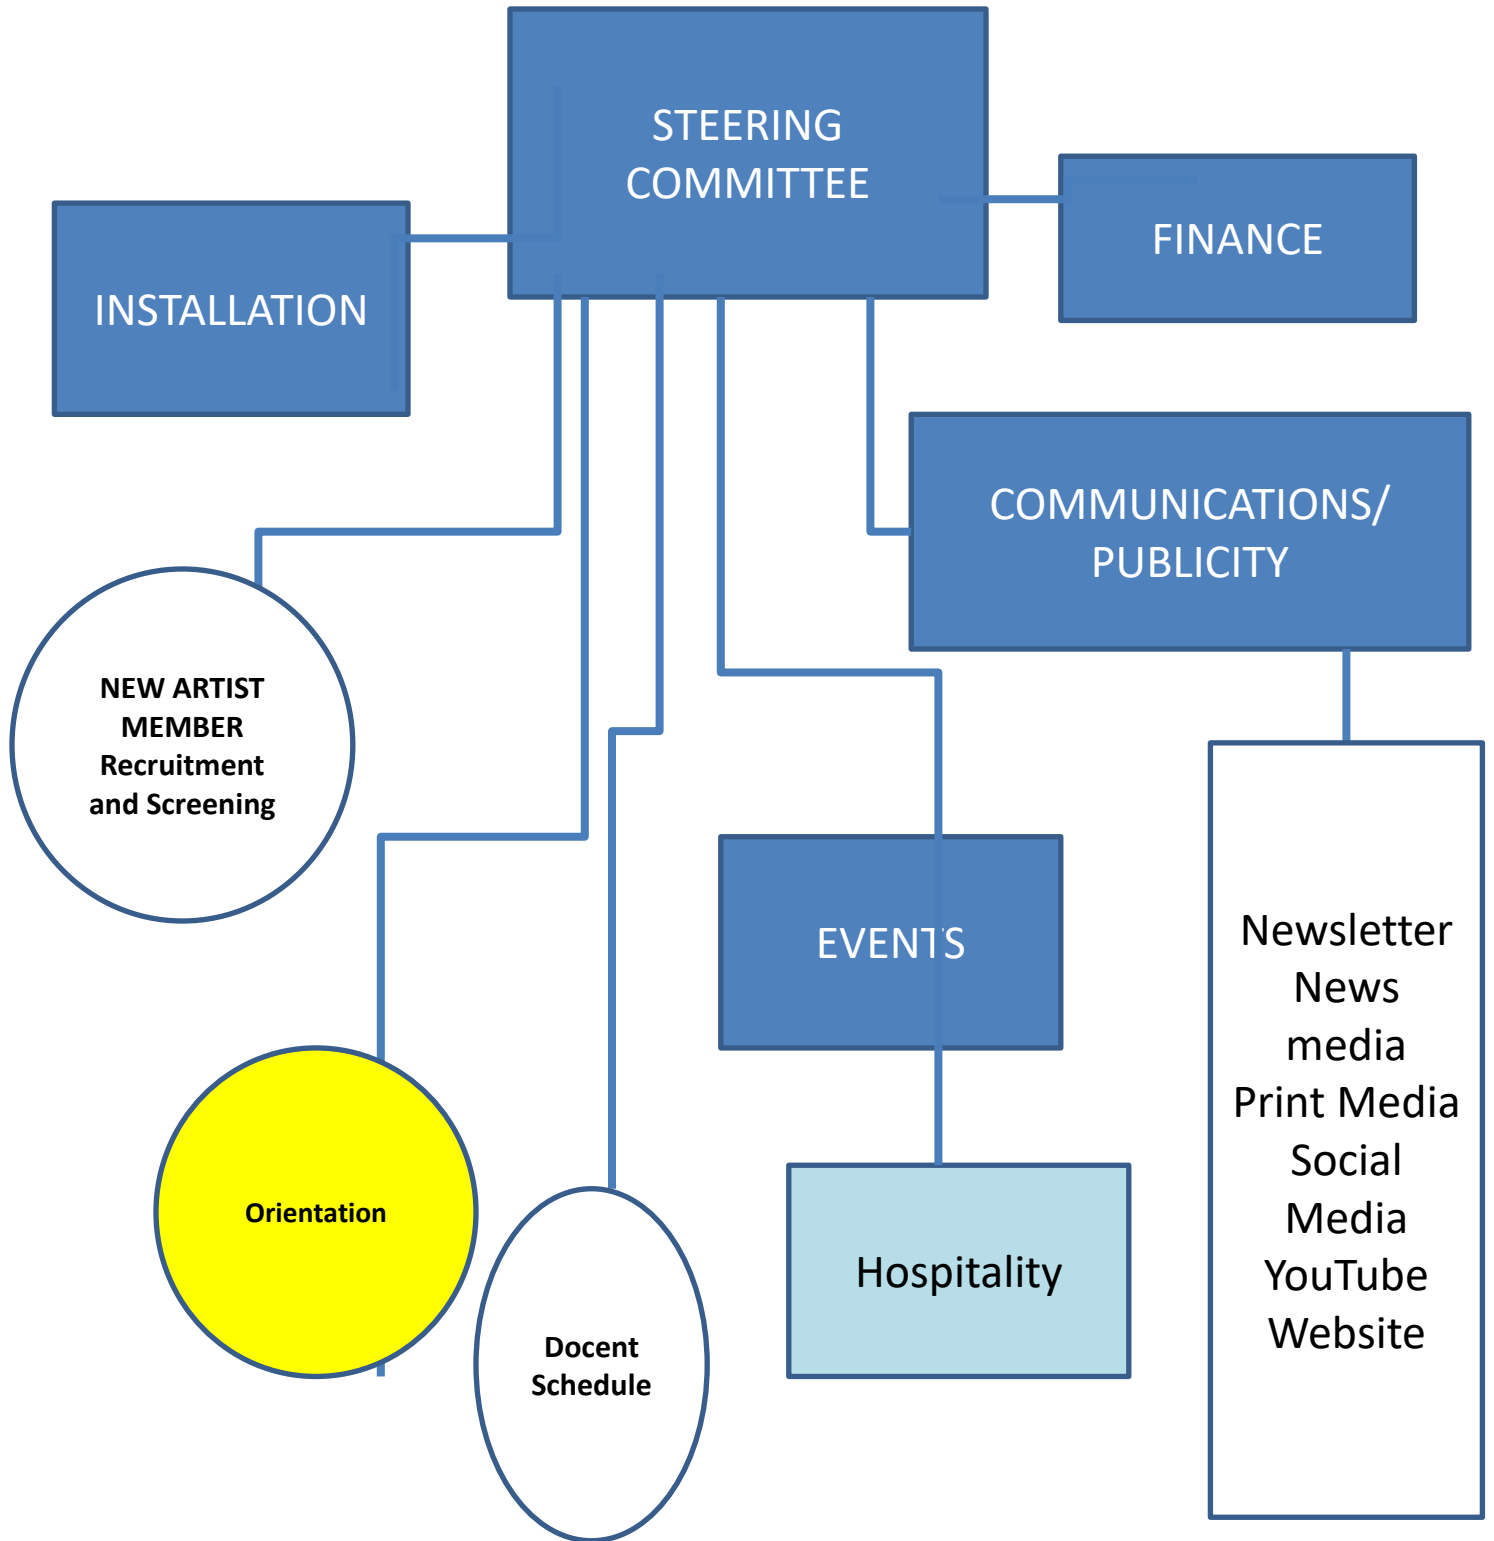 STEERING
COMMITTEE
FINANCE
INSTALLATION
COMMUNICATIONS/
PUBLICITY
NEW ARTIST
MEMBER
Recruitment
and Screening
EVENTS
Newsletter
News
media
Print Media
Social
Media
YouTube
Website
Orientation
Hospitality
Docent
Schedule